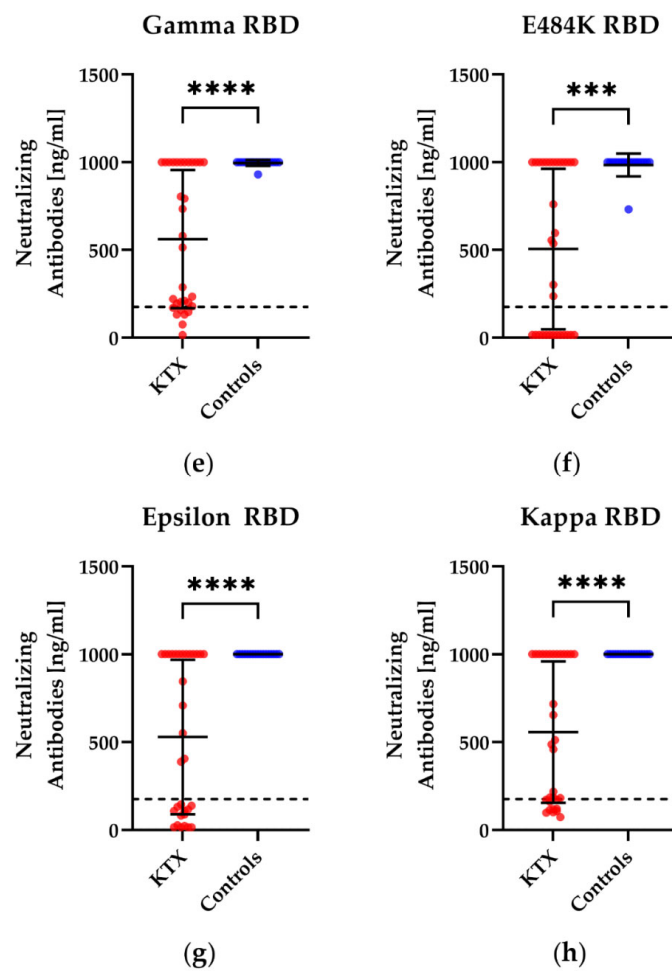 Gamma RBD
Neutralizing
Antibodies [ng/ml]
1500
1000
500
0
****
KTX
Controls
(e)
E484K RBD
Neutralizing
Antibodies [ng/ml]
1500
1000
500
0
***
KTX
Controls
(f)
Epsilon RBD
Neutralizing
Antibodies [ng/ml]
1500
1000
500
0
****
KTX
Controls
(g)
Kappa RBD
Neutralizing
Antibodies [ng/ml]
1500
1000
500
0
****
KTX
Controls
(h)